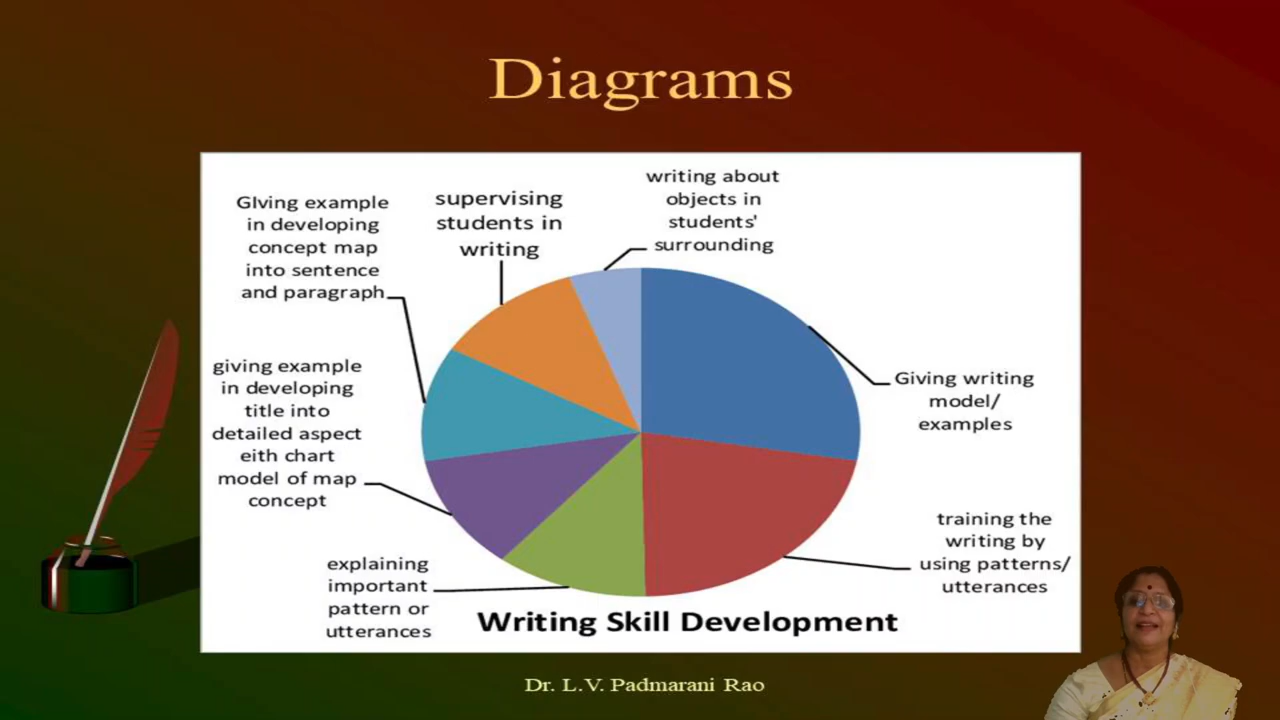 Diagrams
GIving example
in developing
concept map
into sentence
and paragraph
supervising
students in
writing
writing about
objects in
students'
surrounding
giving example
in developing
title into
detailed aspect
eith chart
model of map
concept
Giving writing
model/
examples
training the
writing by
using patterns/
utterances
explaining
important
pattern or
utterances
Writing Skill Development
Dr. L.V. Padmarani Rao